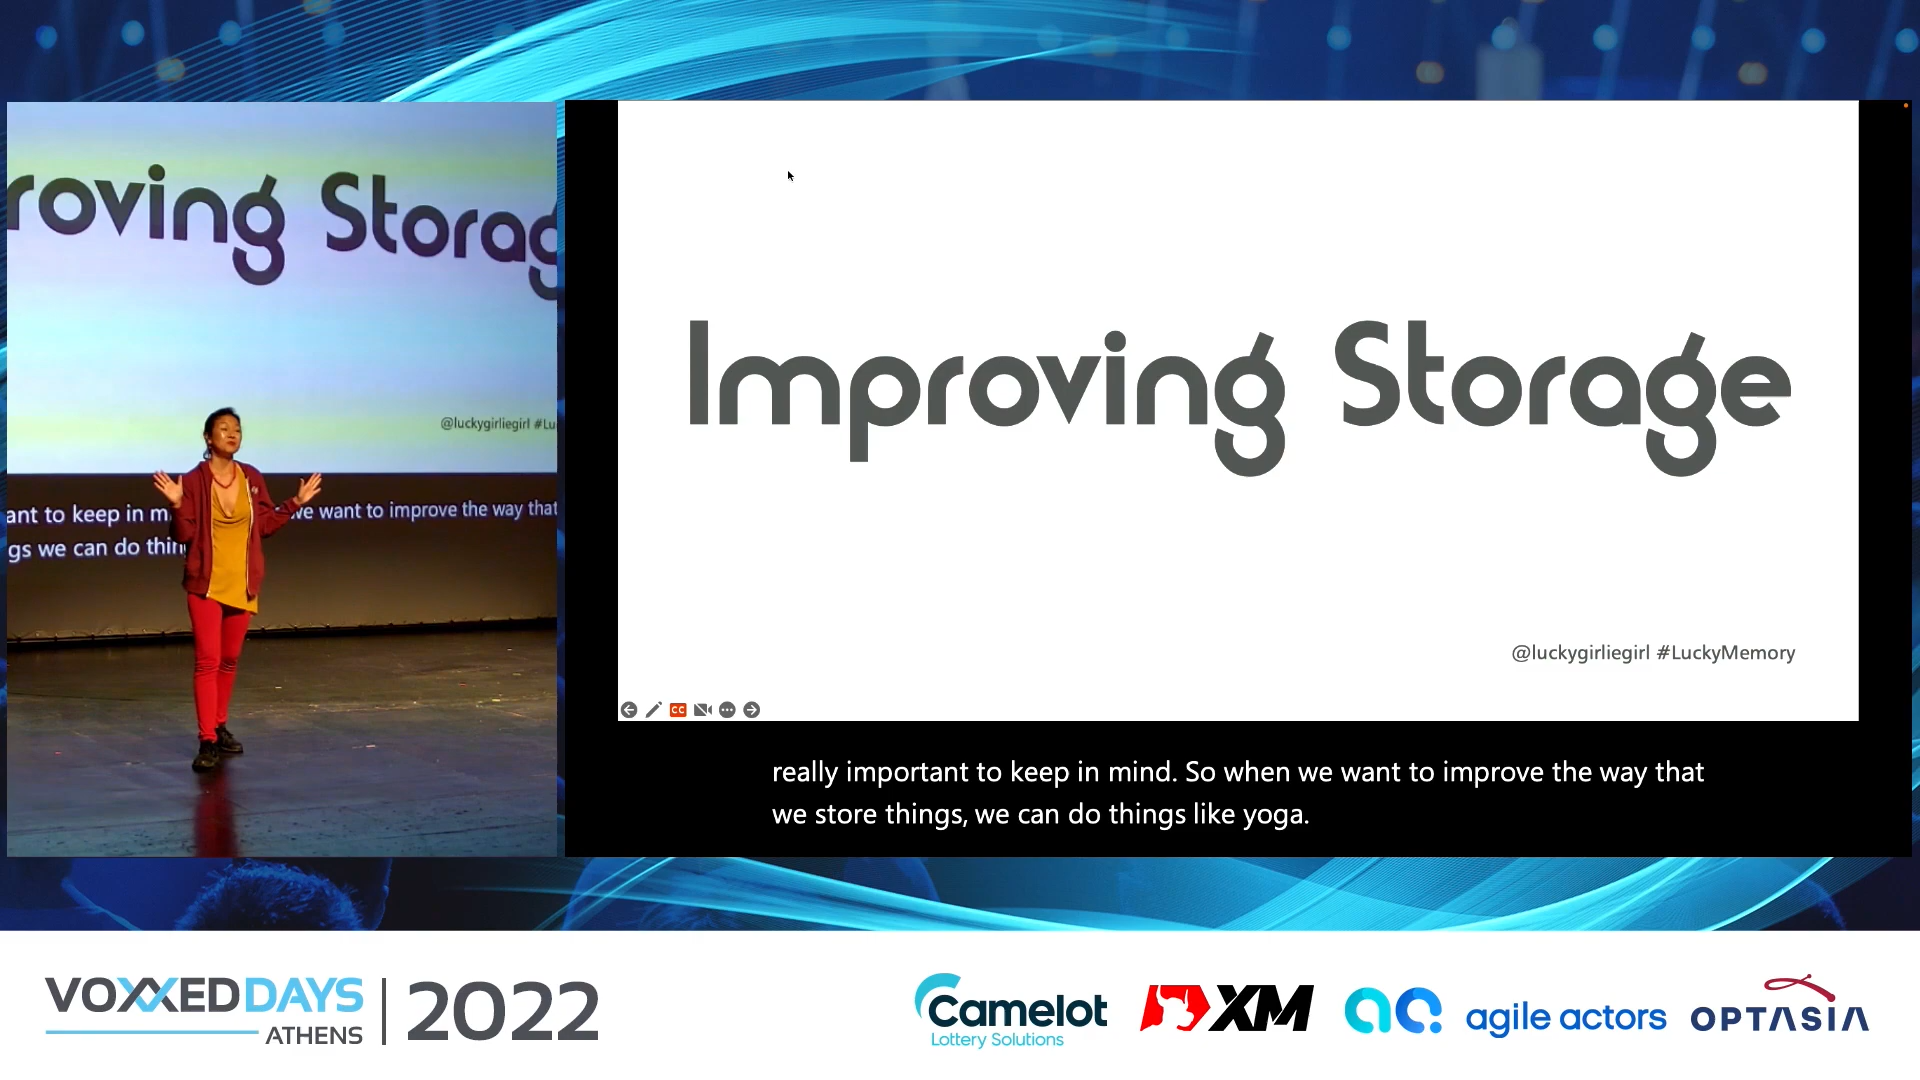 roving Storag
@luckygirliegirl #Lu
ant to keep in m
we want to improve the way that
gs we can do thin
Improving Storage
@luckygirliegirl #LuckyMemory
CC
really important to keep in mind. So when we want to improve the way that
we store things, we can do things like yoga.
VOXXED DAYS
ATHENS
2022
Camelot
Lottery Solutions
XM
agile actors
OPTASIA